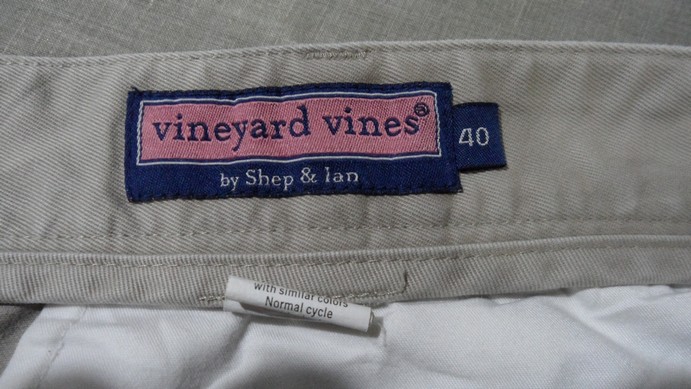 vineyard vines®
by Shep & Ian
40
with similar colors
Normal cycle